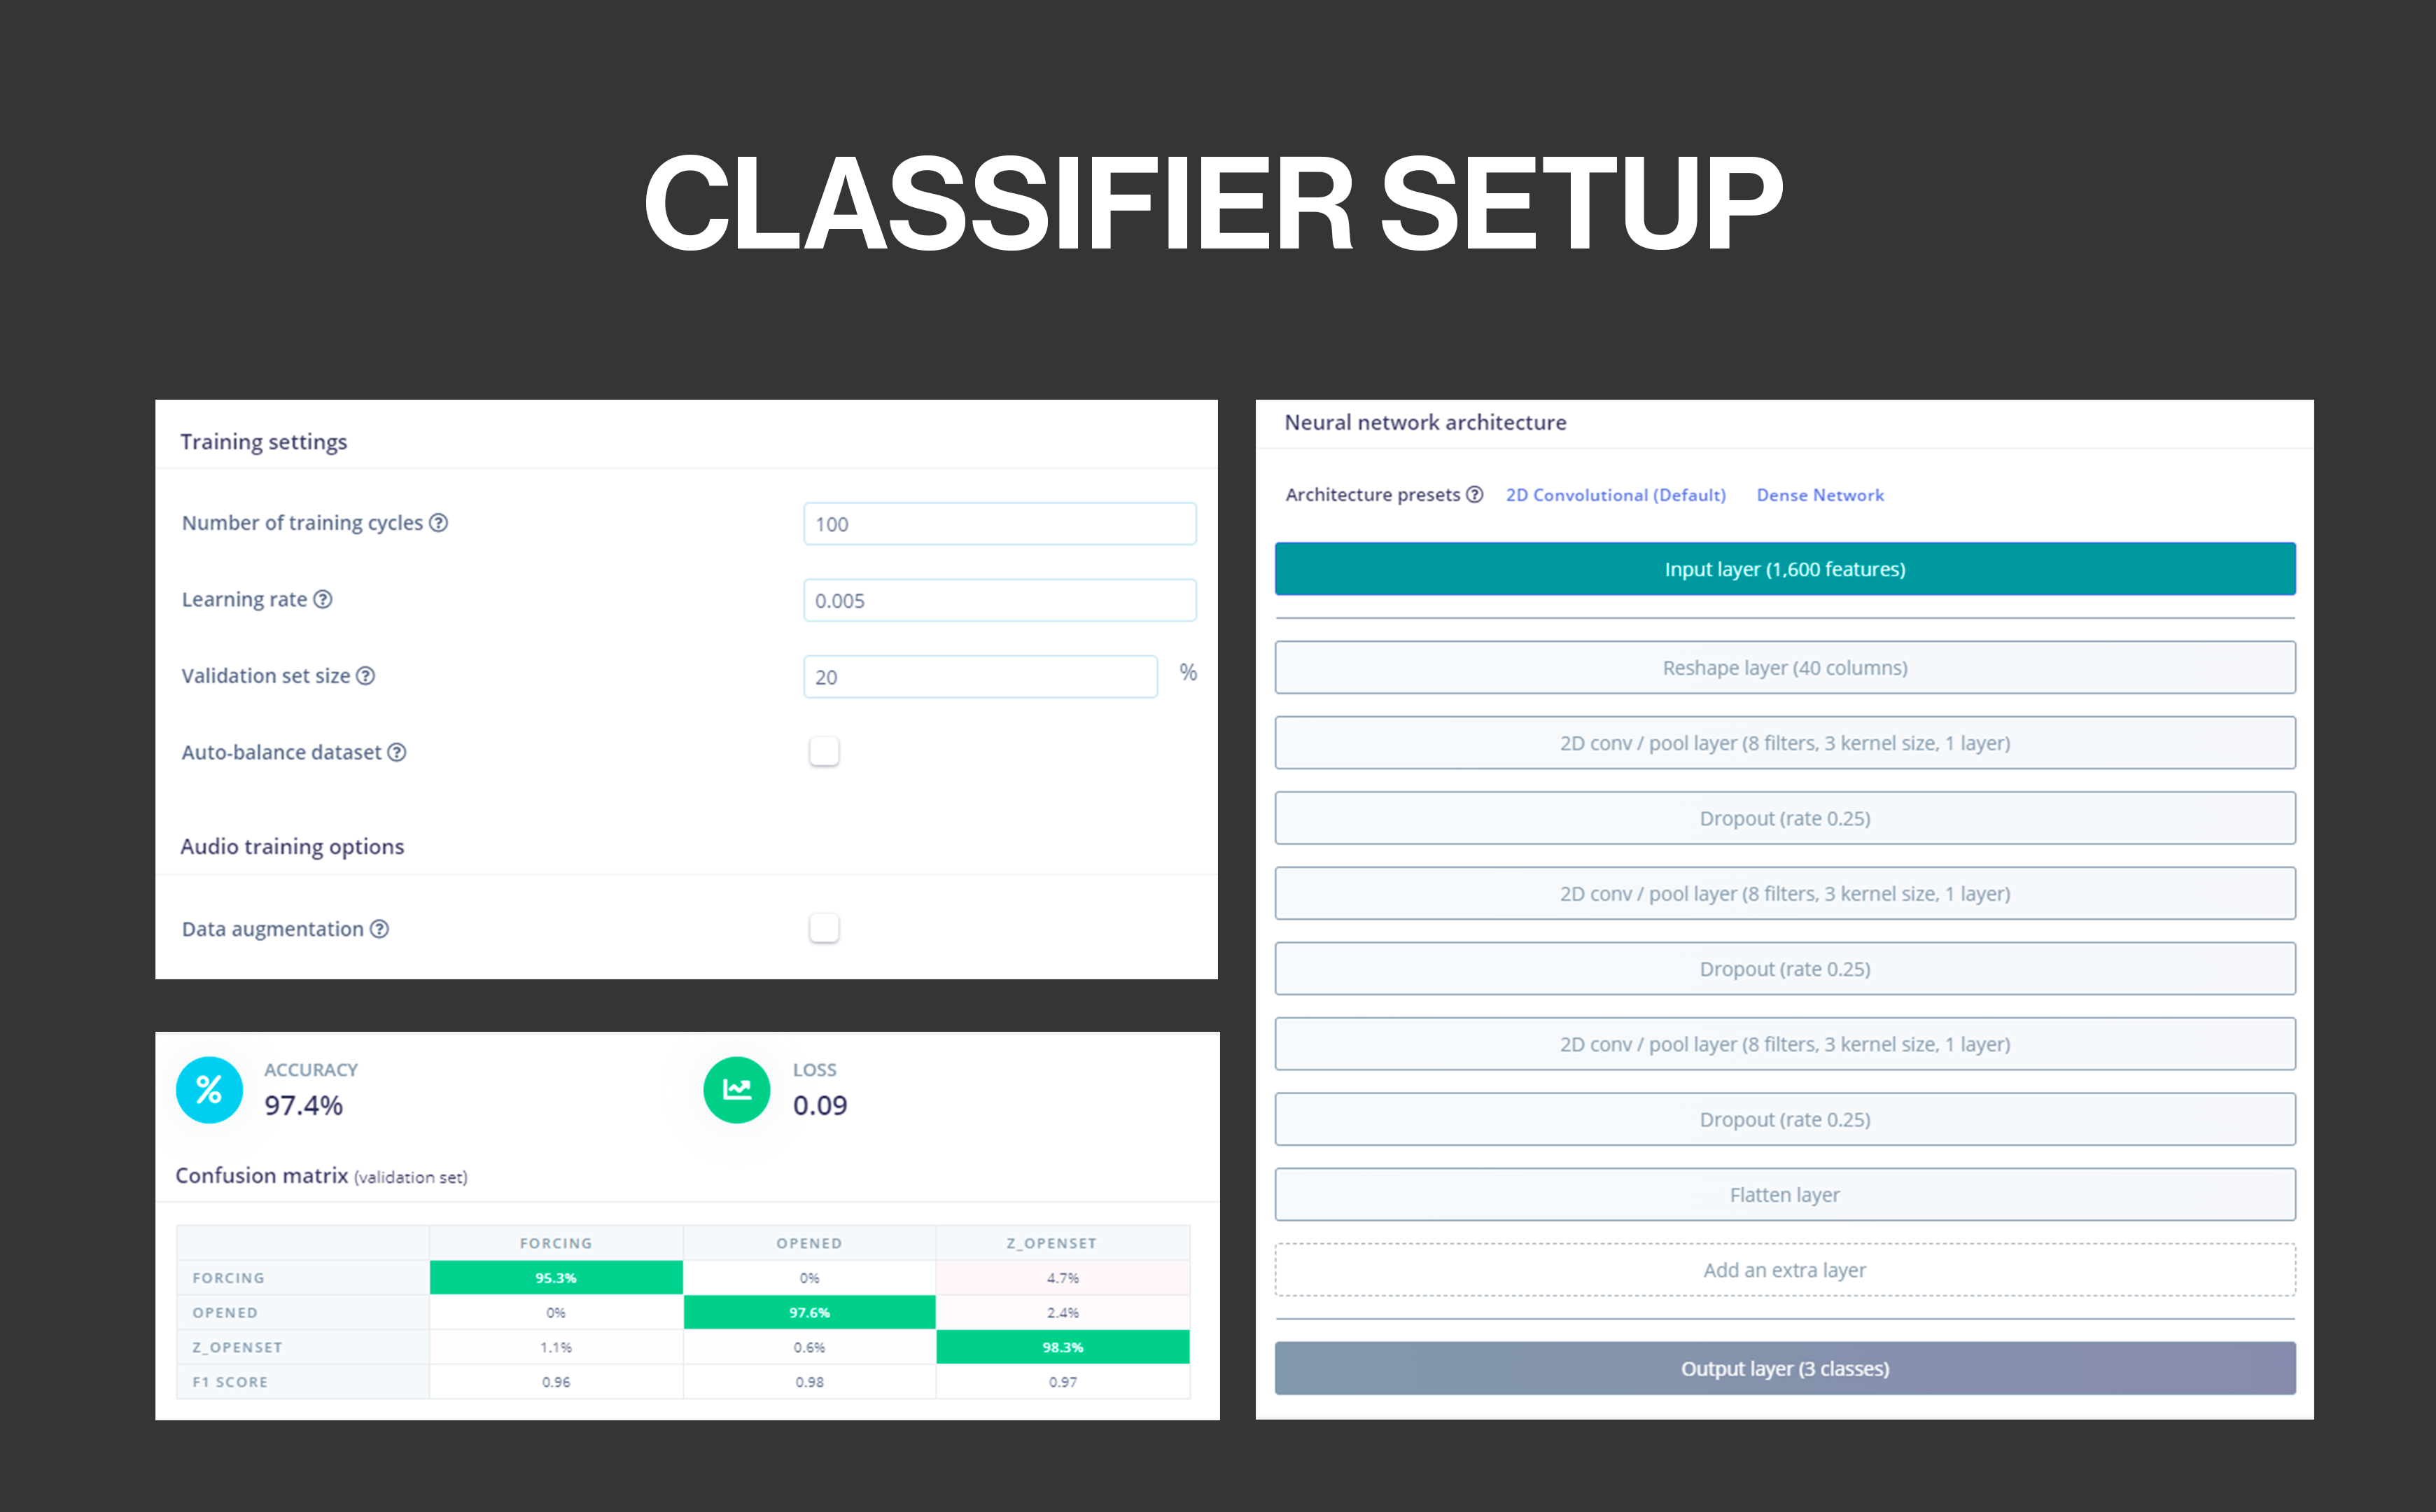 CLASSIFIER SETUP
Training settings
Number of training cycles ? 100
Learning rate ? 0.005
Validation set size ? 20 %
Auto-balance dataset ?
Audio training options
Data augmentation ?
ACCURACY
97.4%
LOSS
0.09
Confusion matrix (validation set)
FORCING OPENED Z_OPENSET
FORCING 95.3% 0% 4.7%
OPENED 0% 97.6% 2.4%
Z_OPENSET 1.1% 0.6% 98.3%
F1 SCORE 0.96 0.98 0.97
Neural network architecture
Architecture presets ? 2D Convolutional (Default) Dense Network
Input layer (1,600 features)
Reshape layer (40 columns)
2D conv / pool layer (8 filters, 3 kernel size, 1 layer)
Dropout (rate 0.25)
2D conv / pool layer (8 filters, 3 kernel size, 1 layer)
Dropout (rate 0.25)
2D conv / pool layer (8 filters, 3 kernel size, 1 layer)
Dropout (rate 0.25)
Flatten layer
Add an extra layer
Output layer (3 classes)